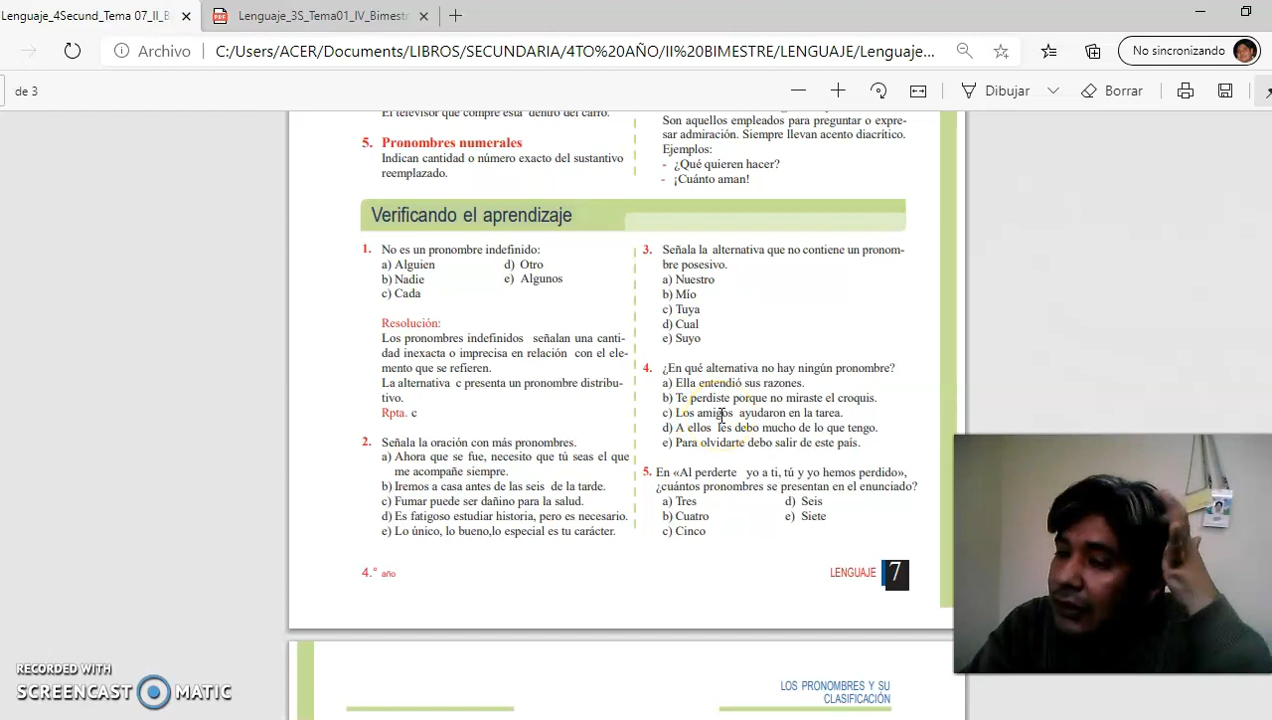 Lenguaje_4Secund_Tema 07_II_B
Lenguaje_3S_Tema01_IV_Bimestr
Archivo
C:/Users/ACER/Documents/LIBROS/SECUNDARIA/4TO%20AÑO/II%20BIMESTRE/LENGUAJE/Lenguaje...
No sincronizando
de 3
Dibujar
Borrar
El televisor que compré está dentro del carro.
5. Pronombres numerales
Indican cantidad o número exacto del sustantivo
reemplazado.
Son aquellos empleados para preguntar o expre-
sar admiración. Siempre llevan acento diacrítico.
Ejemplos:
- ¿Qué quieren hacer?
- ¡Cuánto aman!
Verificando el aprendizaje
1. No es un pronombre indefinido:
a) Alguien d) Otro
b) Nadie e) Algunos
c) Cada
Resolución:
Los pronombres indefinidos señalan una canti-
dad inexacta o imprecisa en relación con el ele-
mento que se refieren.
La alternativa c presenta un pronombre distribu-
tivo.
Rpta. c
2. Señala la oración con más pronombres.
a) Ahora que se fue, necesito que tú seas el que
me acompañe siempre.
b) Iremos a casa antes de las seis de la tarde.
c) Fumar puede ser dañino para la salud.
d) Es fatigoso estudiar historia, pero es necesario.
e) Lo único, lo bueno,lo especial es tu carácter.
3. Señala la alternativa que no contiene un pronom-
bre posesivo.
a) Nuestro
b) Mío
c) Tuya
d) Cual
e) Suyo
4. ¿En qué alternativa no hay ningún pronombre?
a) Ella entendió sus razones.
b) Te perdiste porque no miraste el croquis.
c) Los amigos ayudaron en la tarea.
d) A ellos les debo mucho de lo que tengo.
e) Para olvidarte debo salir de este país.
5. En «Al perderte yo a ti, tú y yo hemos perdido»,
¿cuántos pronombres se presentan en el enunciado?
a) Tres d) Seis
b) Cuatro e) Siete
c) Cinco
4.° año
LENGUAJE 7
LOS PRONOMBRES Y SU
CLASIFICACIÓN
RECORDED WITH
SCREENCAST MATIC